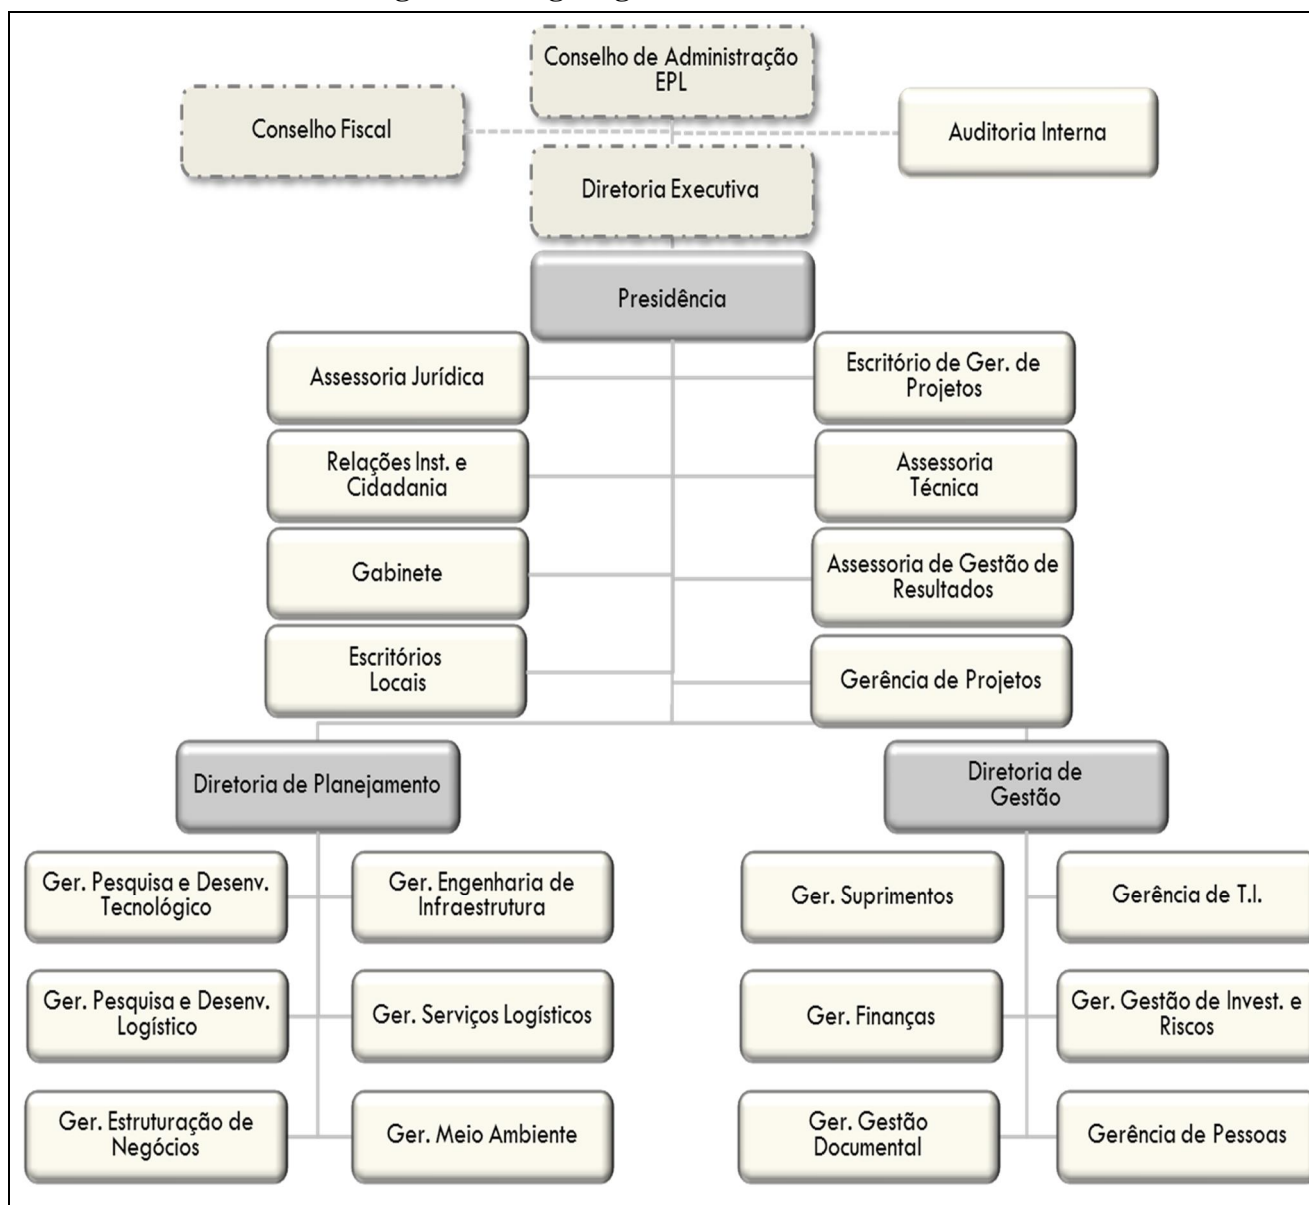 Conselho de Administração
EPL
Conselho Fiscal
Auditoria Interna
Diretoria Executiva
Presidência
Assessoria Jurídica
Escritório de Ger. de
Projetos
Relações Inst. e
Cidadania
Assessoria
Técnica
Gabinete
Assessoria de Gestão de
Resultados
Escritórios
Locais
Gerência de Projetos
Diretoria de Planejamento
Diretoria de
Gestão
Ger. Pesquisa e Desenv.
Tecnológico
Ger. Engenharia de
Infraestrutura
Ger. Suprimentos
Gerência de T.I.
Ger. Pesquisa e Desenv.
Logístico
Ger. Serviços Logísticos
Ger. Finanças
Ger. Gestão de Invest. e
Riscos
Ger. Estruturação de
Negócios
Ger. Meio Ambiente
Ger. Gestão
Documental
Gerência de Pessoas